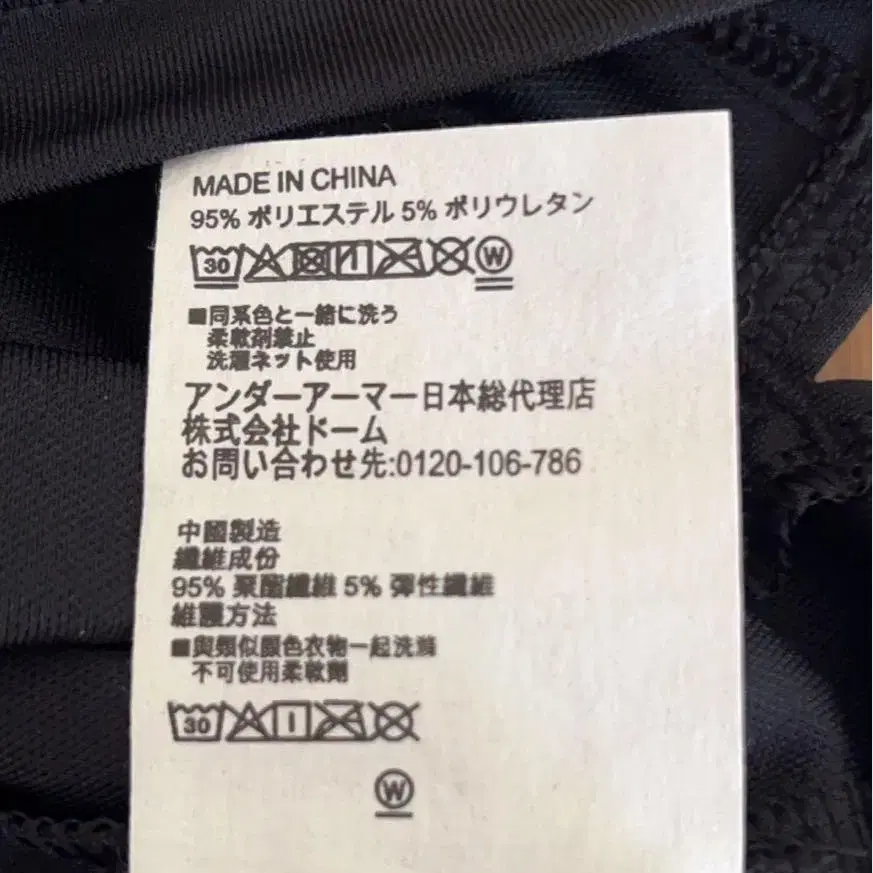 MADE IN CHINA
95% ポリエステル 5% ポリウレタン
30 W
■同系色と一緒に洗う
柔軟剤禁止
洗濯ネット使用
アンダーアーマー日本総代理店
株式会社ドーム
お問い合わせ先:0120-106-786
中國製造
纖維成份
95% 聚酯纖維 5% 彈性纖維
維護方法
■與類似顏色衣物一起洗滌
不可使用柔軟劑
30
W